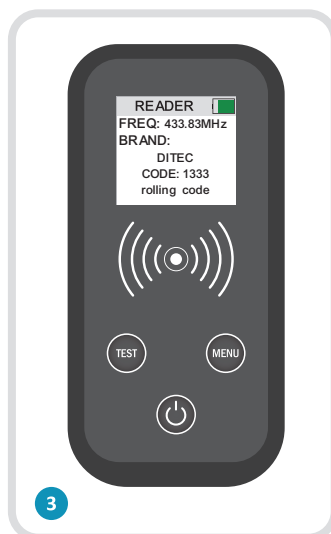 READER
FREQ: 433.83MHz
BRAND:
DITEC
CODE: 1333
rolling code
TEST
MENU
3